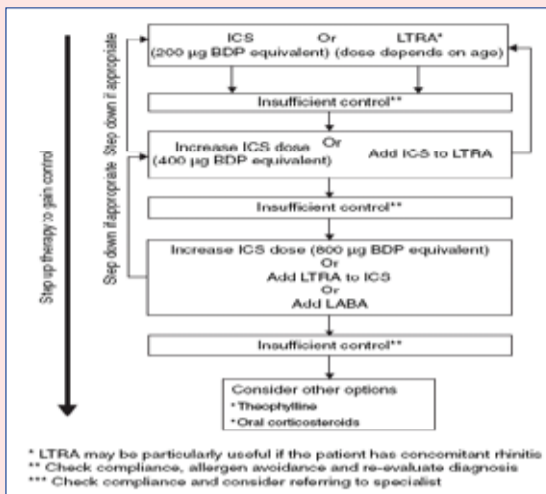 ICS Or LTRA*
(200 µg BDP equivalent) (dose depends on age)
Insufficient control**
Increase ICS dose Or Add ICS to LTRA
(400 µg BDP equivalent)
Insufficient control**
Increase ICS dose (800 µg BDP equivalent)
Or
Add LTRA to ICS
Or
Add LABA
Insufficient control**
Consider other options
• Theophylline
• Oral corticosteroids
Step up therapy to gain control
Step down if appropriate
Step down if appropriate
* LTRA may be particularly useful if the patient has concomitant rhinitis
** Check compliance, allergen avoidance and re-evaluate diagnosis
*** Check compliance and consider referring to specialist